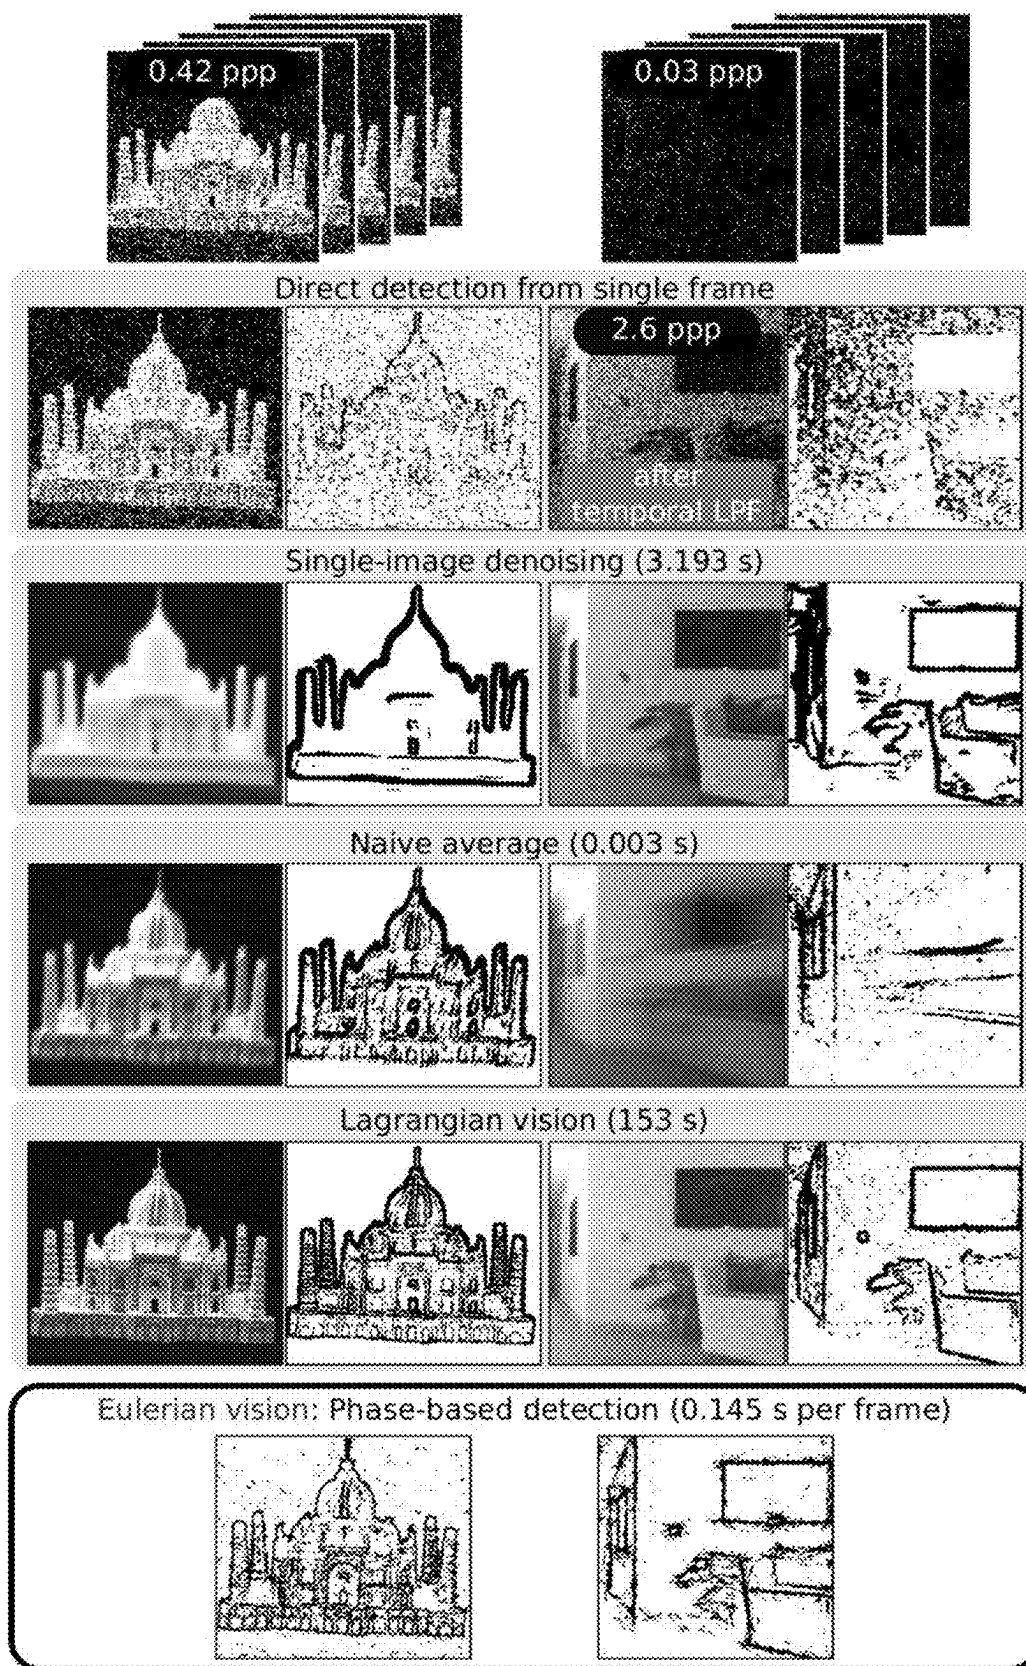 0.42 ppp
0.03 ppp
Direct detection from single frame
2.6 ppp
after
temporal LPF
Single-image denoising (3.193 s)
Naive average (0.003 s)
Lagrangian vision (153 s)
Eulerian vision: Phase-based detection (0.145 s per frame)